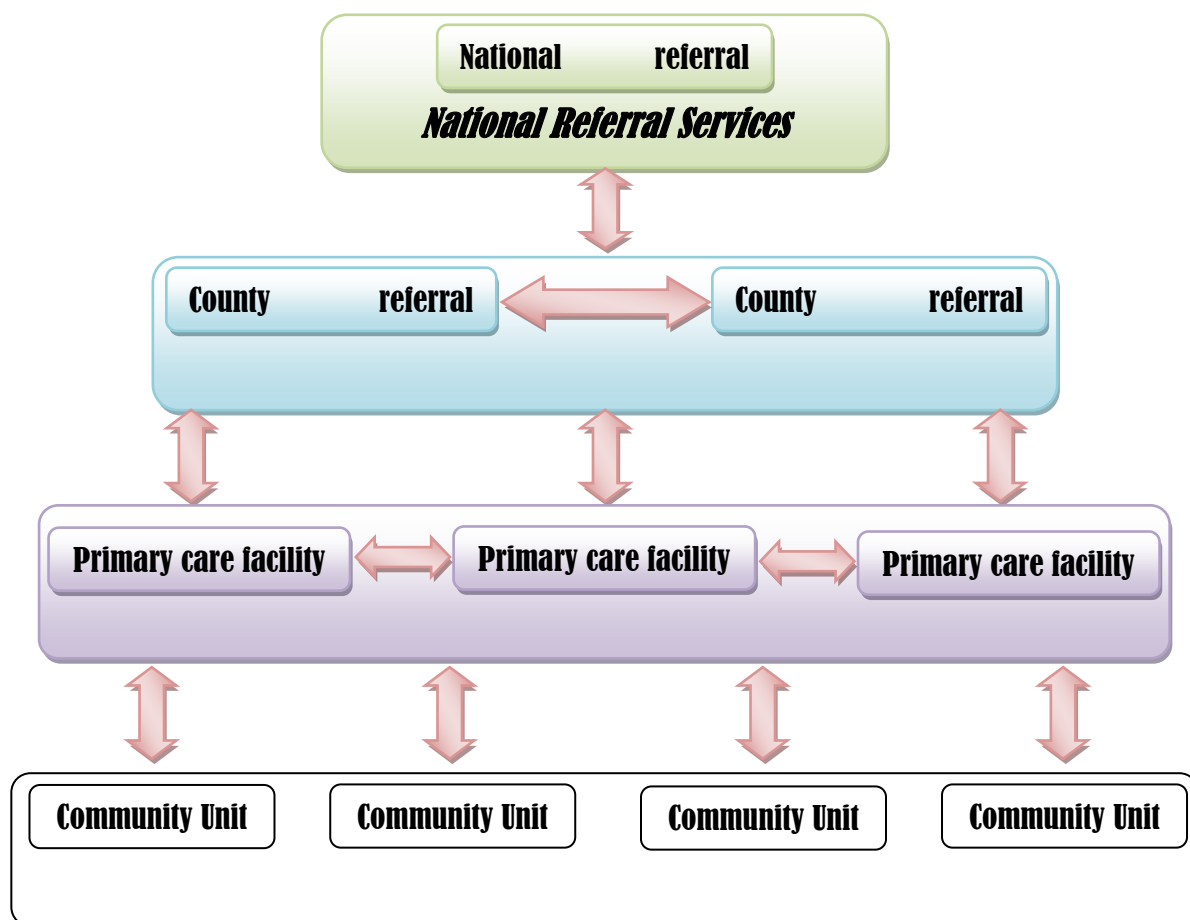 National referral
National Referral Services
County referral
County referral
Primary care facility
Primary care facility
Primary care facility
Community Unit
Community Unit
Community Unit
Community Unit